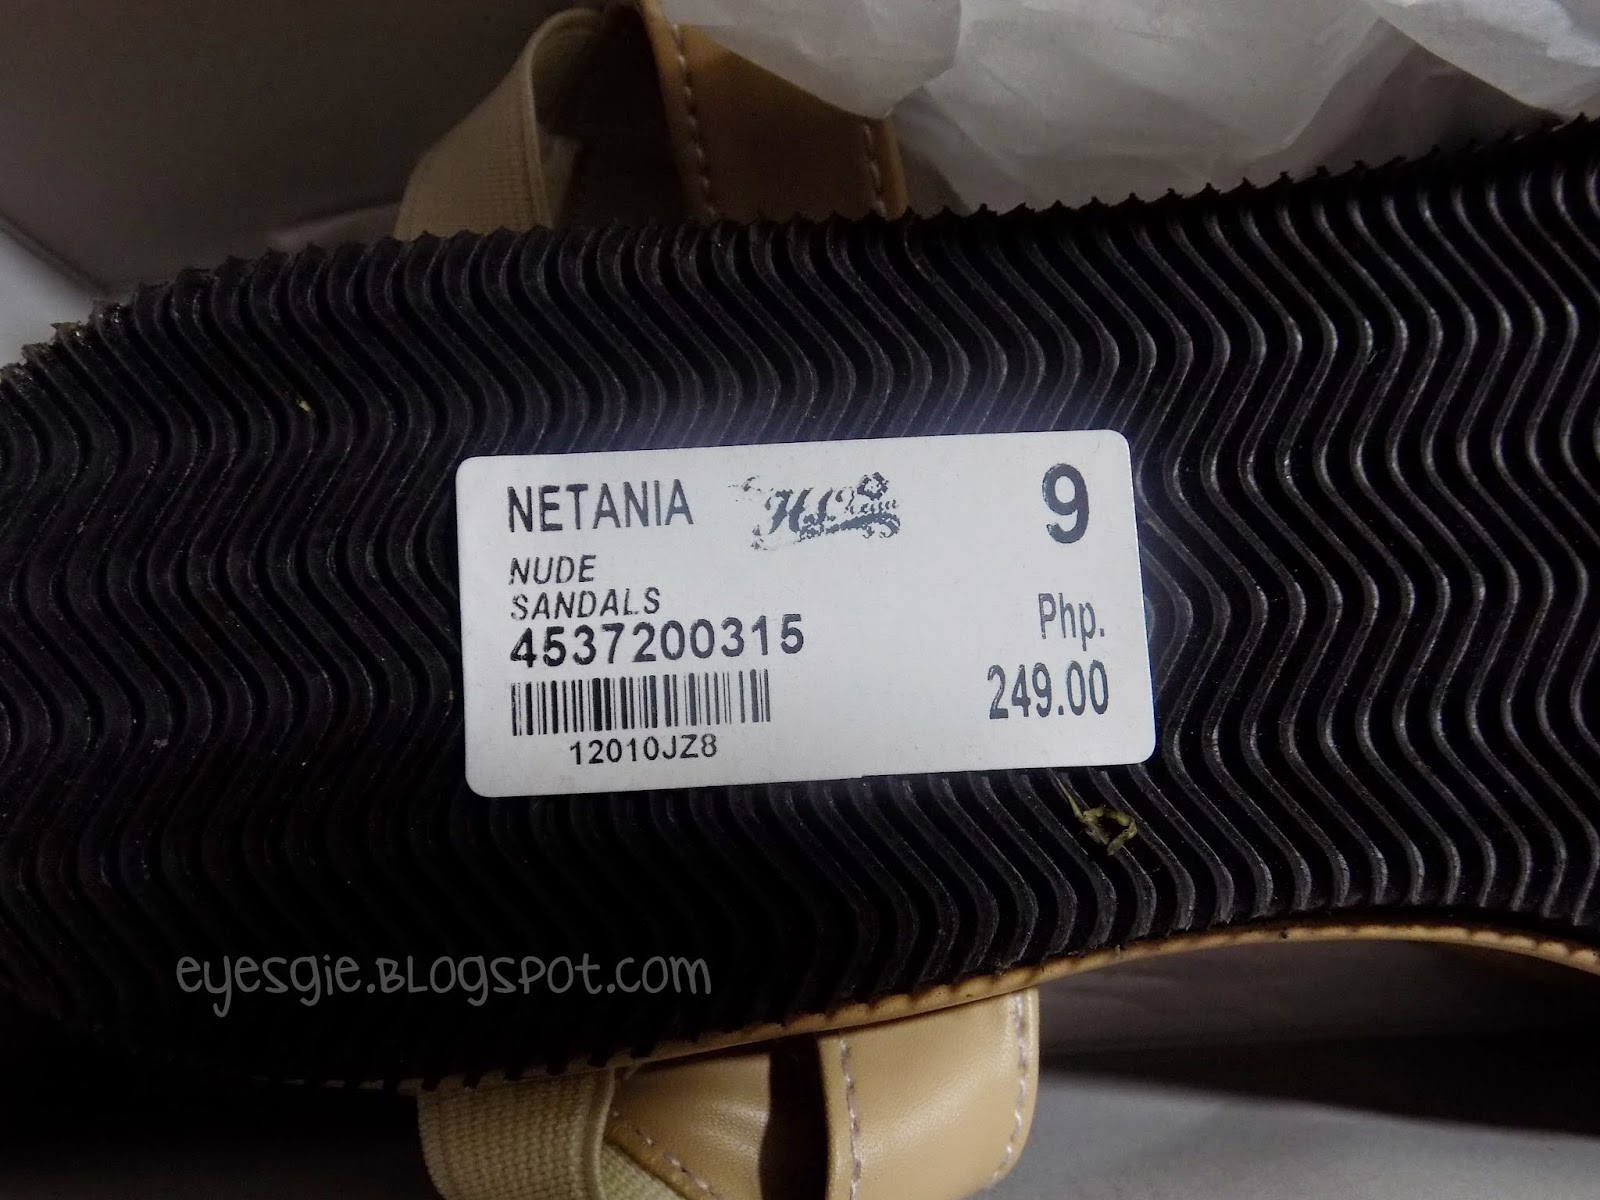 NETANIA
9
NUDE
SANDALS
4537200315
Php.
249.00
12010JZ8
eyesgie.blogspot.com